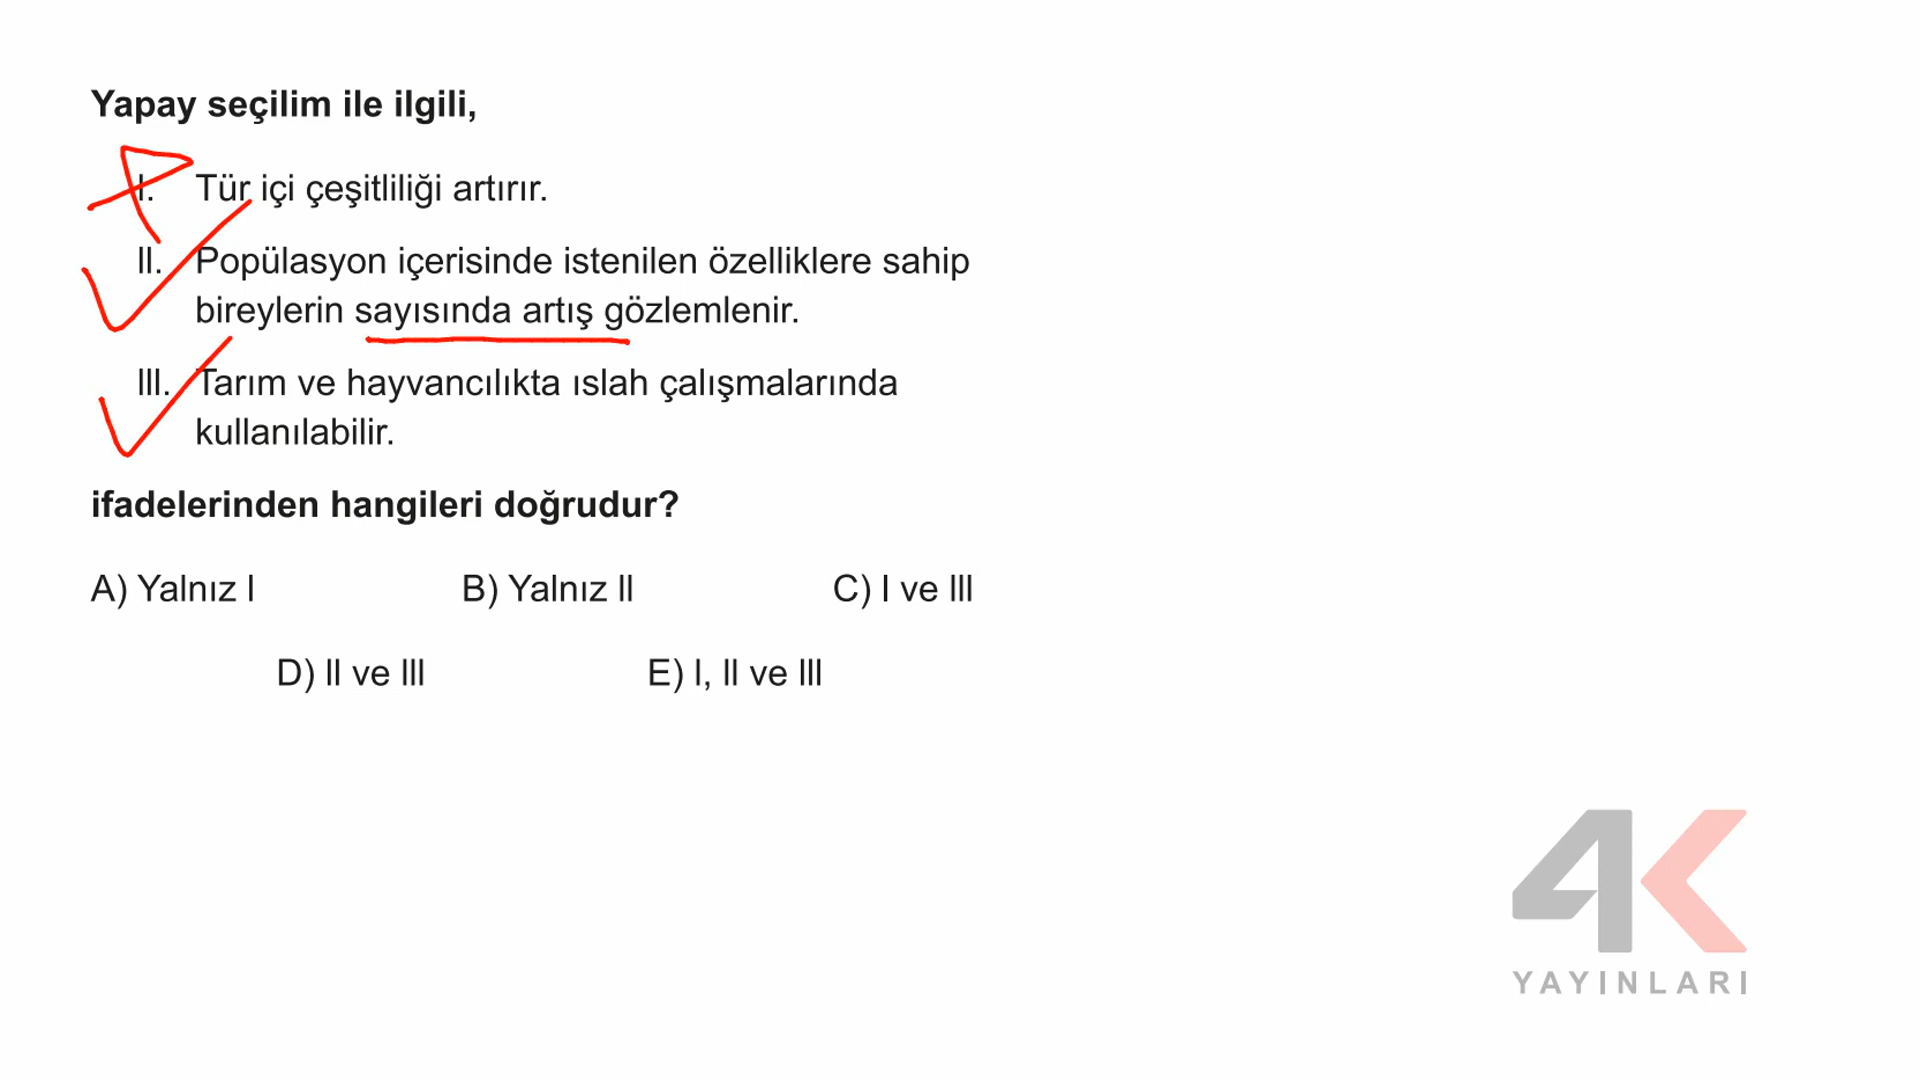 Yapay seçilim ile ilgili,
I. Tür içi çeşitliliği artırır.
II. Popülasyon içerisinde istenilen özelliklere sahip
bireylerin sayısında artış gözlemlenir.
III. Tarım ve hayvancılıkta ıslah çalışmalarında
kullanılabilir.
ifadelerinden hangileri doğrudur?
A) Yalnız I B) Yalnız II C) I ve III
D) II ve III E) I, II ve III
4K
YAYINLARI